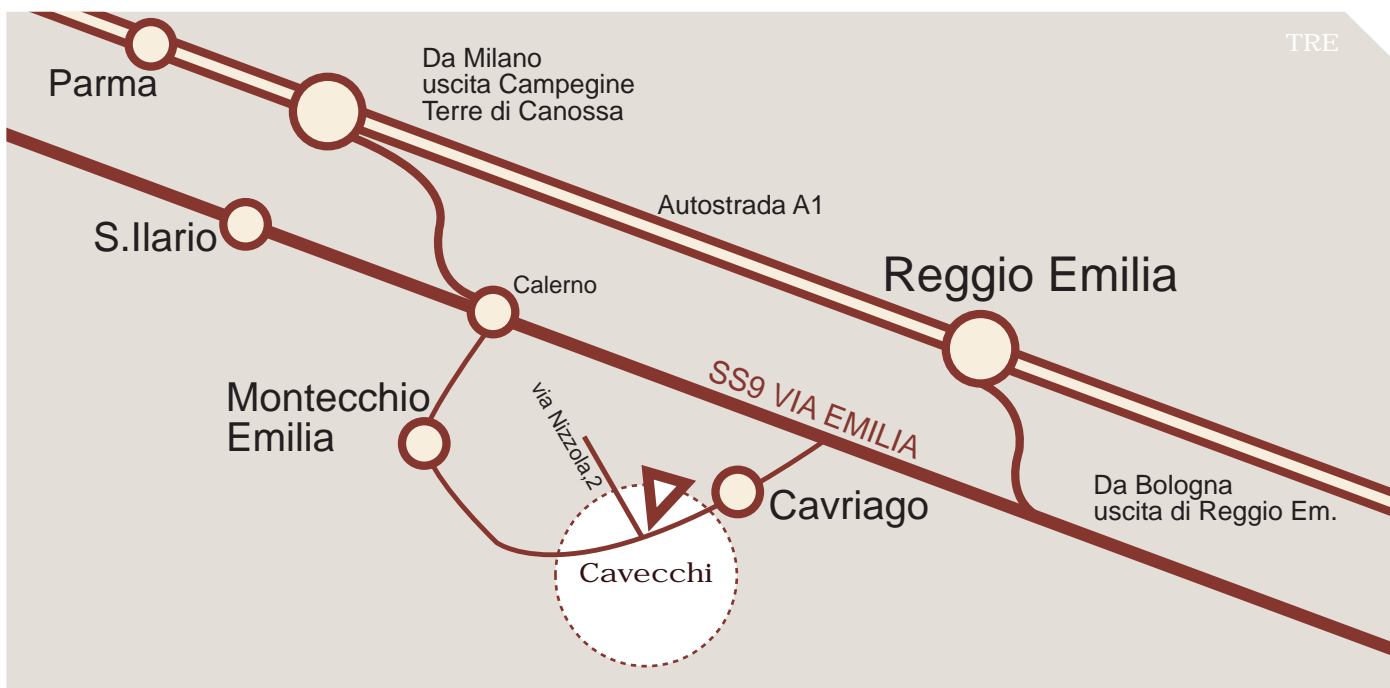 TRE
Da Milano
uscita Campegine
Terre di Canossa
Parma
Autostrada A1
S.Ilario
Reggio Emilia
Calerno
SS9 VIA EMILIA
Montecchio
Emilia
via Nizzola,2
Da Bologna
uscita di Reggio Em.
Cavriago
Cavecchi